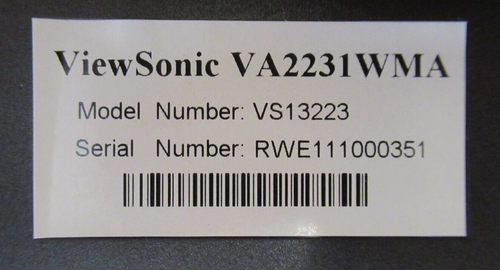 ViewSonic VA2231WMA
Model Number: VS13223
Serial Number: RWE111000351